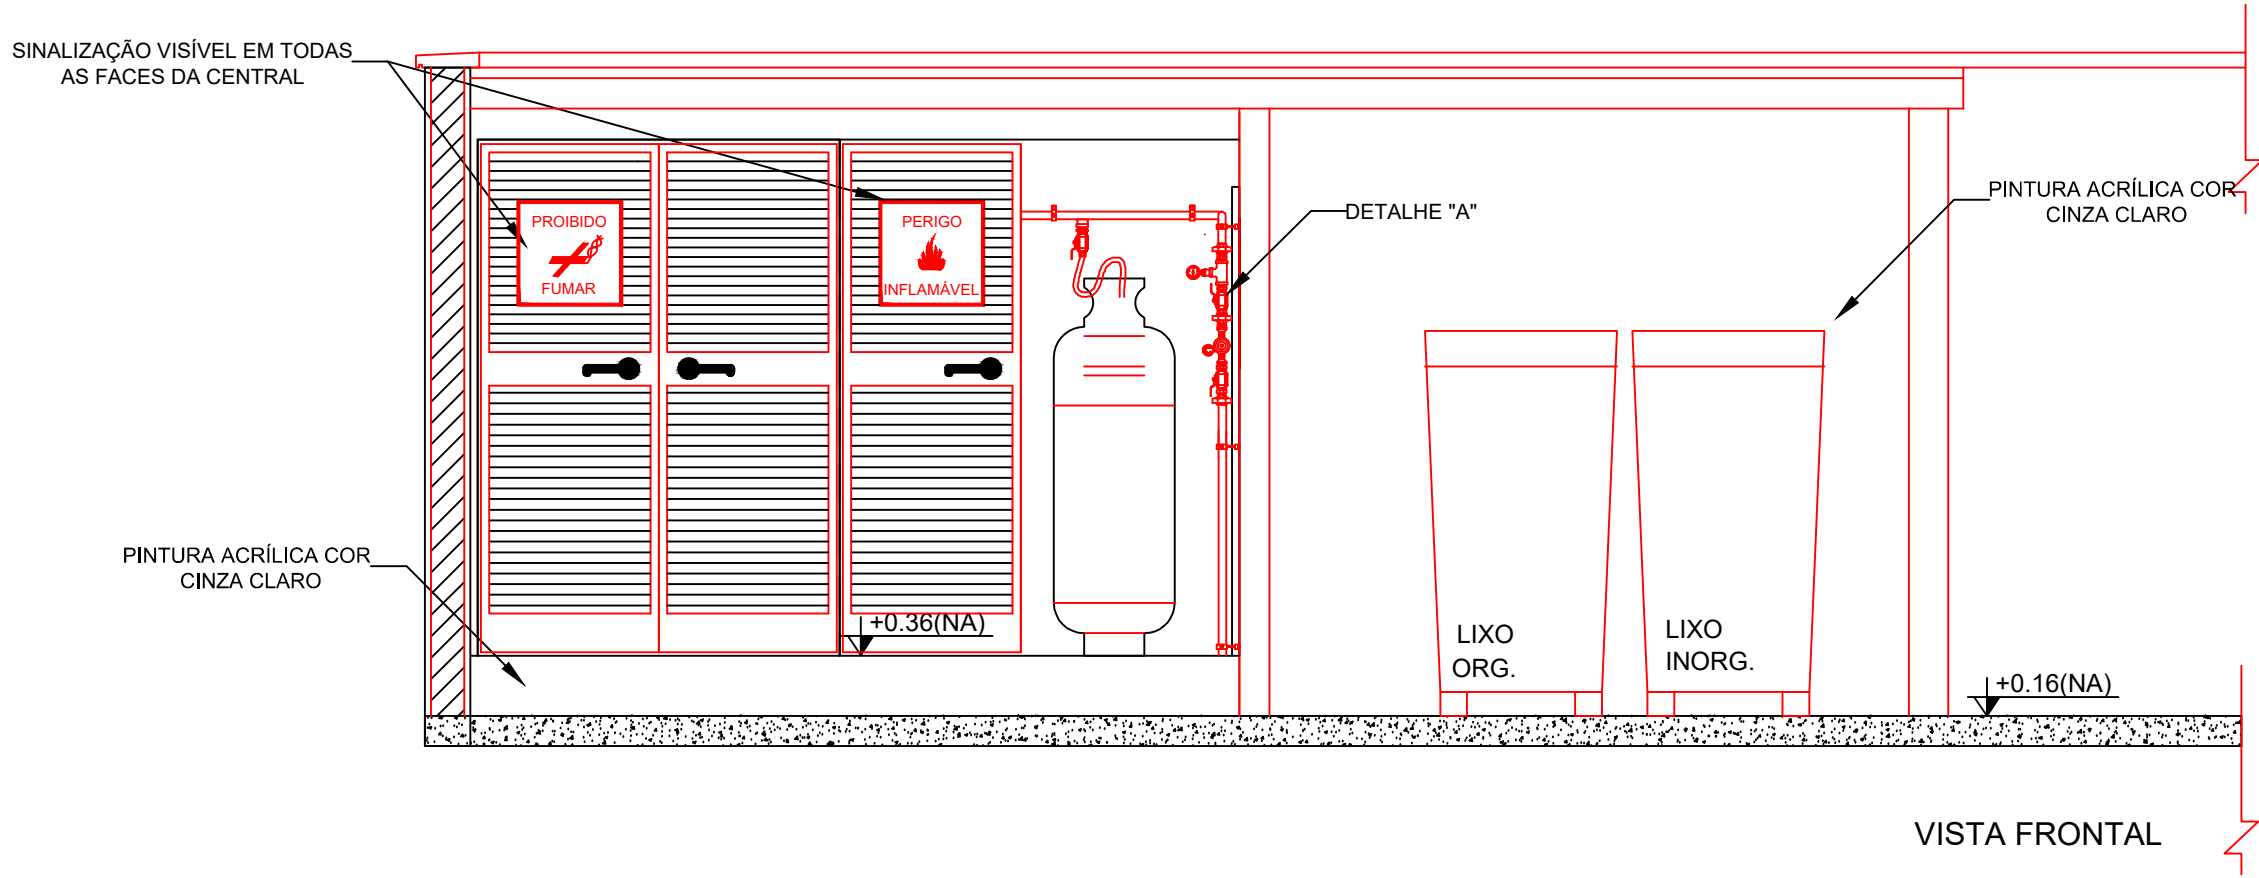 SINALIZAÇÃO VISÍVEL EM TODAS
AS FACES DA CENTRAL
PROIBIDO
FUMAR
PERIGO
INFLAMÁVEL
DETALHE "A"
PINTURA ACRÍLICA COR
CINZA CLARO
PINTURA ACRÍLICA COR
CINZA CLARO
+0.36(NA)
LIXO
ORG.
LIXO
INORG.
+0.16(NA)
VISTA FRONTAL